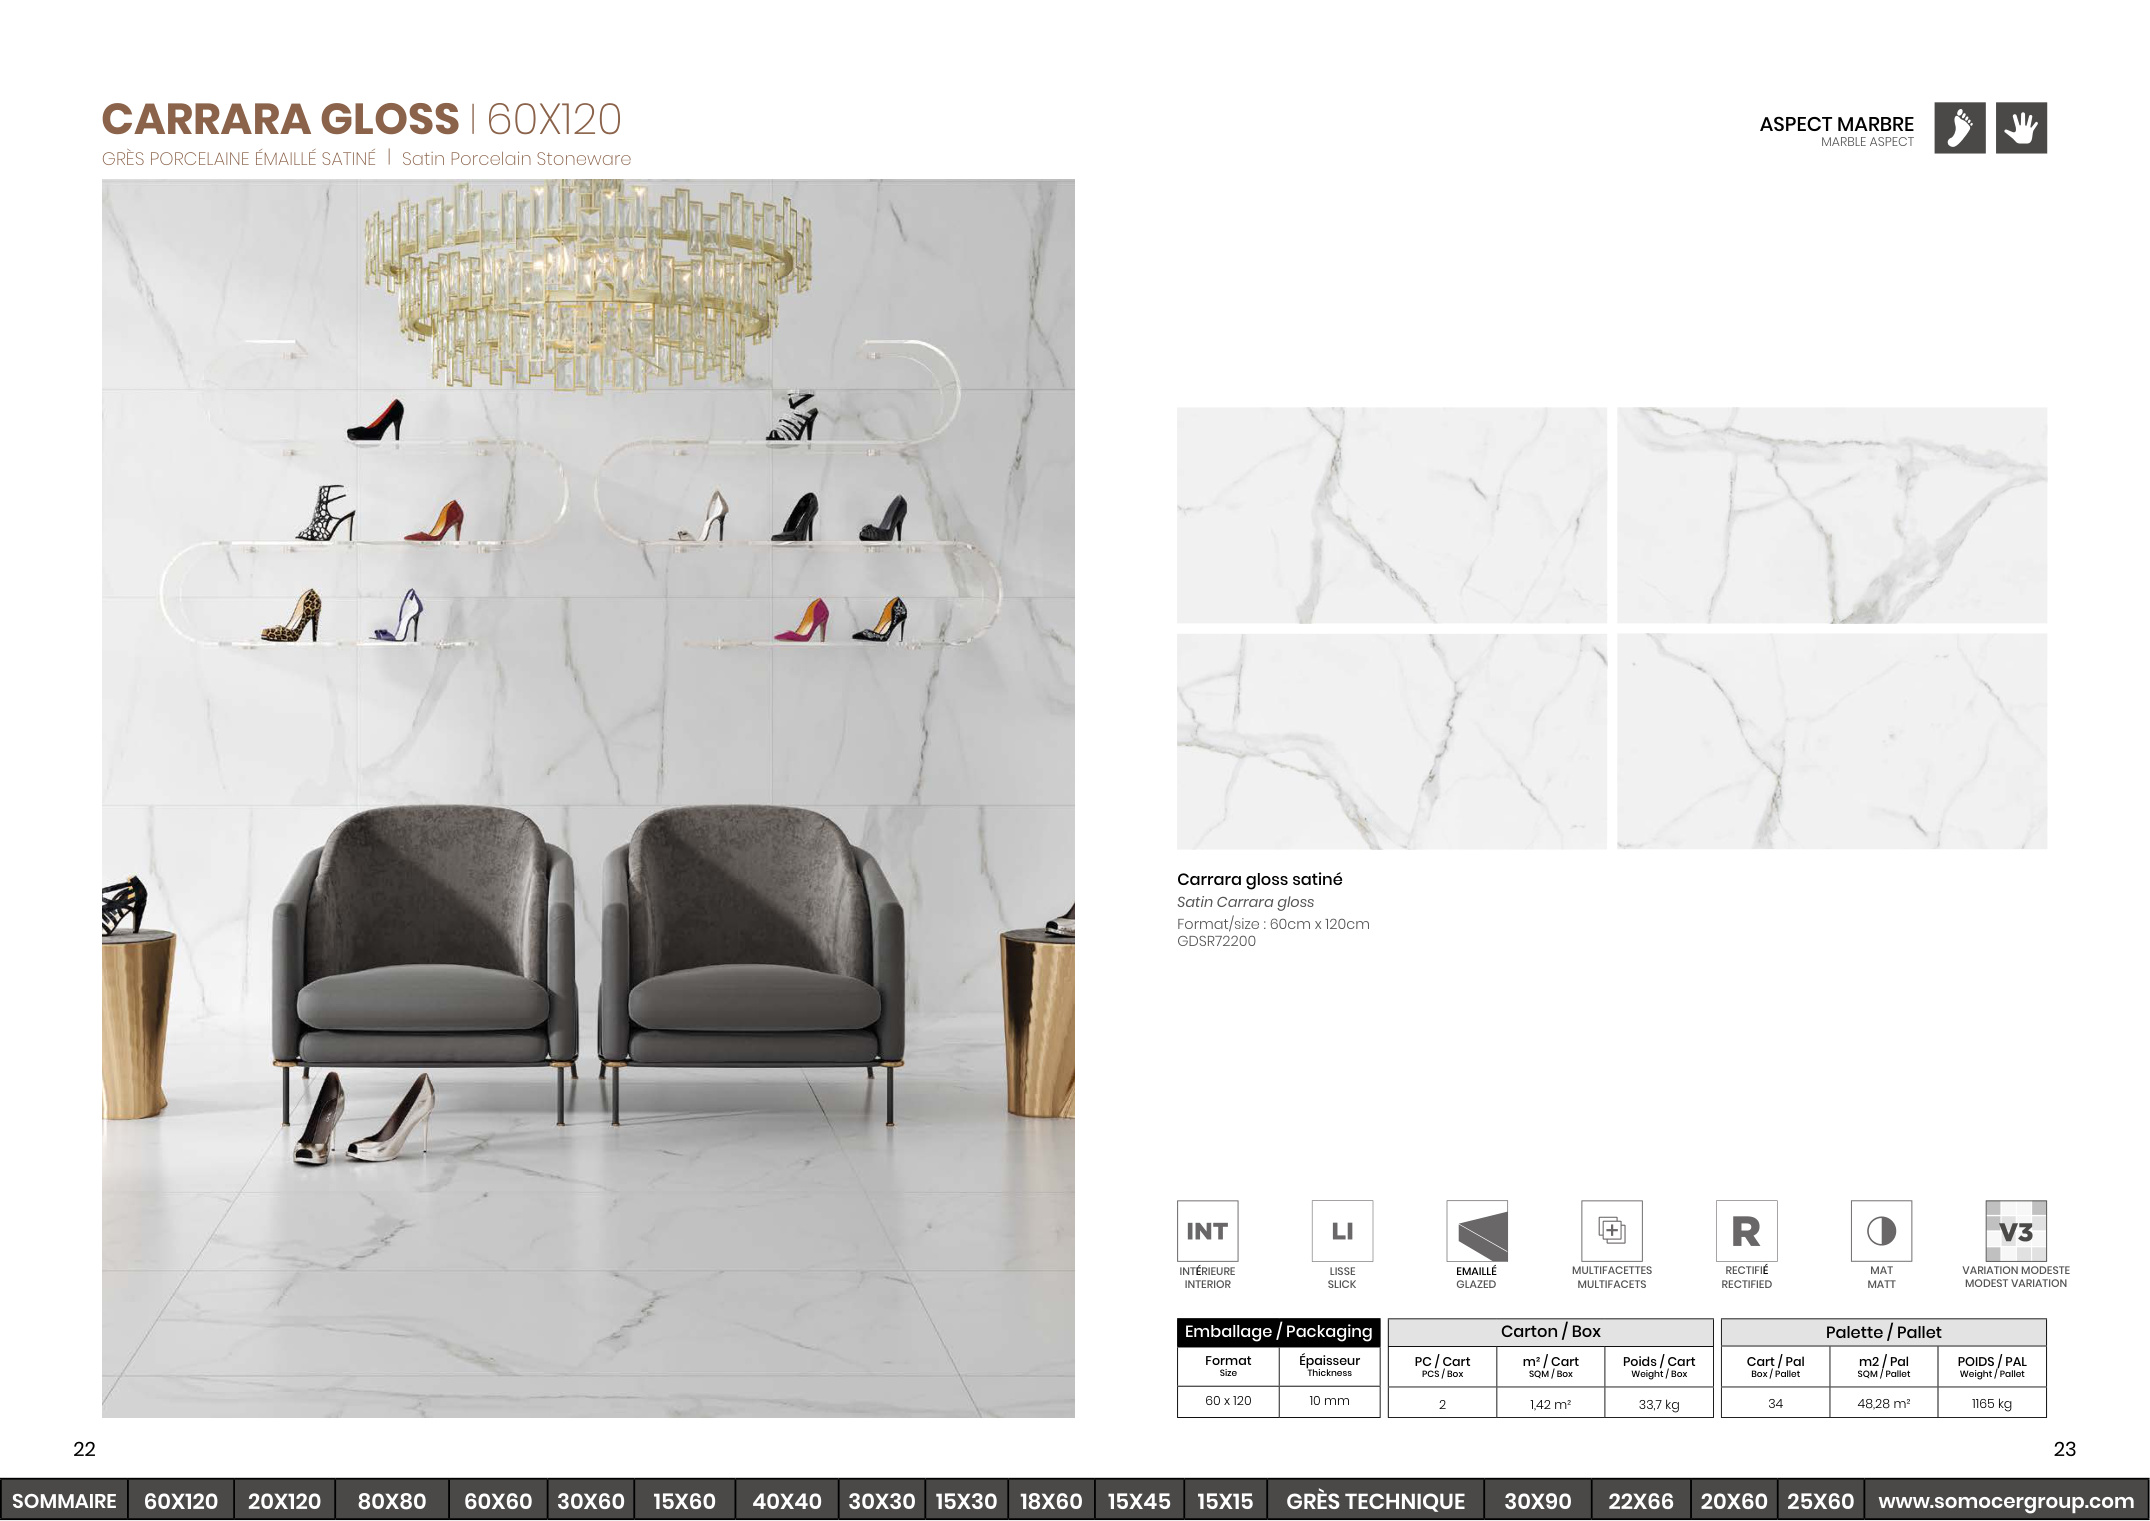 CARRARA GLOSS | 60X120
GRÈS PORCELAINE ÉMAILLÉ SATINÉ | Satin Porcelain Stoneware
ASPECT MARBRE
MARBLE ASPECT
Carrara gloss satiné
Satin Carrara gloss
Format/size : 60cm x 120cm
GDSR72200
INT LI R V3
INTÉRIEURE LISSE EMAILLÉ MULTIFACETTES RECTIFIÉ MAT VARIATION MODESTE
INTERIOR SLICK GLAZED MULTIFACETS RECTIFIED MATT MODEST VARIATION
Emballage / Packaging Carton / Box Palette / Pallet
Format Épaisseur PC / Cart m² / Cart Poids / Cart Cart / Pal m2 / Pal POIDS / PAL
Size Thickness PCS / Box SQM / Box Weight / Box Box / Pallet SQM / Pallet Weight / Pallet
60 x 120 10 mm 2 1,42 m² 33,7 kg 34 48,28 m² 1165 kg
22 23
SOMMAIRE 60X120 20X120 80X80 60X60 30X60 15X60 40X40 30X30 15X30 18X60 15X45 15X15 GRÈS TECHNIQUE 30X90 22X66 20X60 25X60 www.somocergroup.com